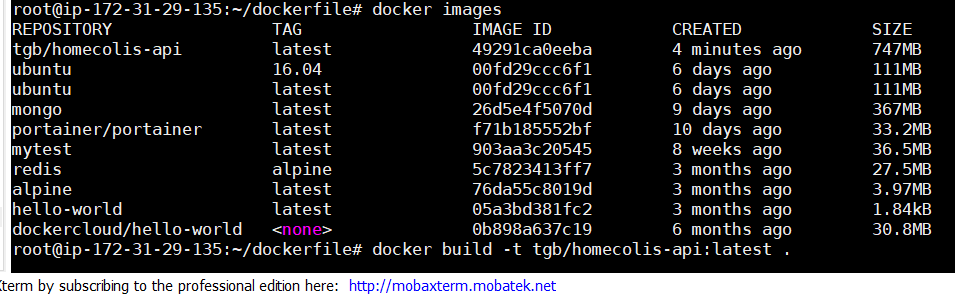 root@ip-172-31-29-135:~/dockerfile# docker images
REPOSITORY TAG IMAGE ID CREATED SIZE
tgb/homecolis-api latest 49291ca0eeba 4 minutes ago 747MB
ubuntu 16.04 00fd29ccc6f1 6 days ago 111MB
ubuntu latest 00fd29ccc6f1 6 days ago 111MB
mongo latest 26d5e4f5070d 9 days ago 367MB
portainer/portainer latest f71b185552bf 10 days ago 33.2MB
mytest latest 903aa3c20545 8 weeks ago 36.5MB
redis alpine 5c7823413ff7 3 months ago 27.5MB
alpine latest 76da55c8019d 3 months ago 3.97MB
hello-world latest 05a3bd381fc2 3 months ago 1.84kB
dockercloud/hello-world <none> 0b898a637c19 6 months ago 30.8MB
root@ip-172-31-29-135:~/dockerfile# docker build -t tgb/homecolis-api:latest .
Xterm by subscribing to the professional edition here: http://mobaxterm.mobatek.net